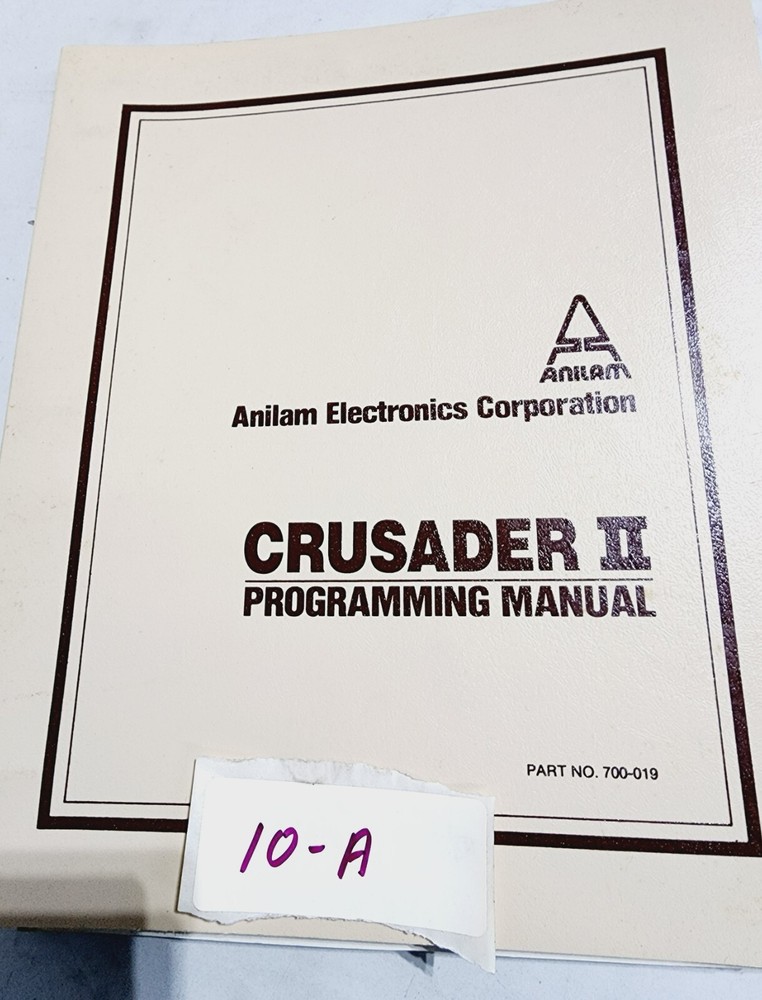 ANILAM
Anilam Electronics Corporation
CRUSADER II
PROGRAMMING MANUAL
PART NO. 700-019
10-A